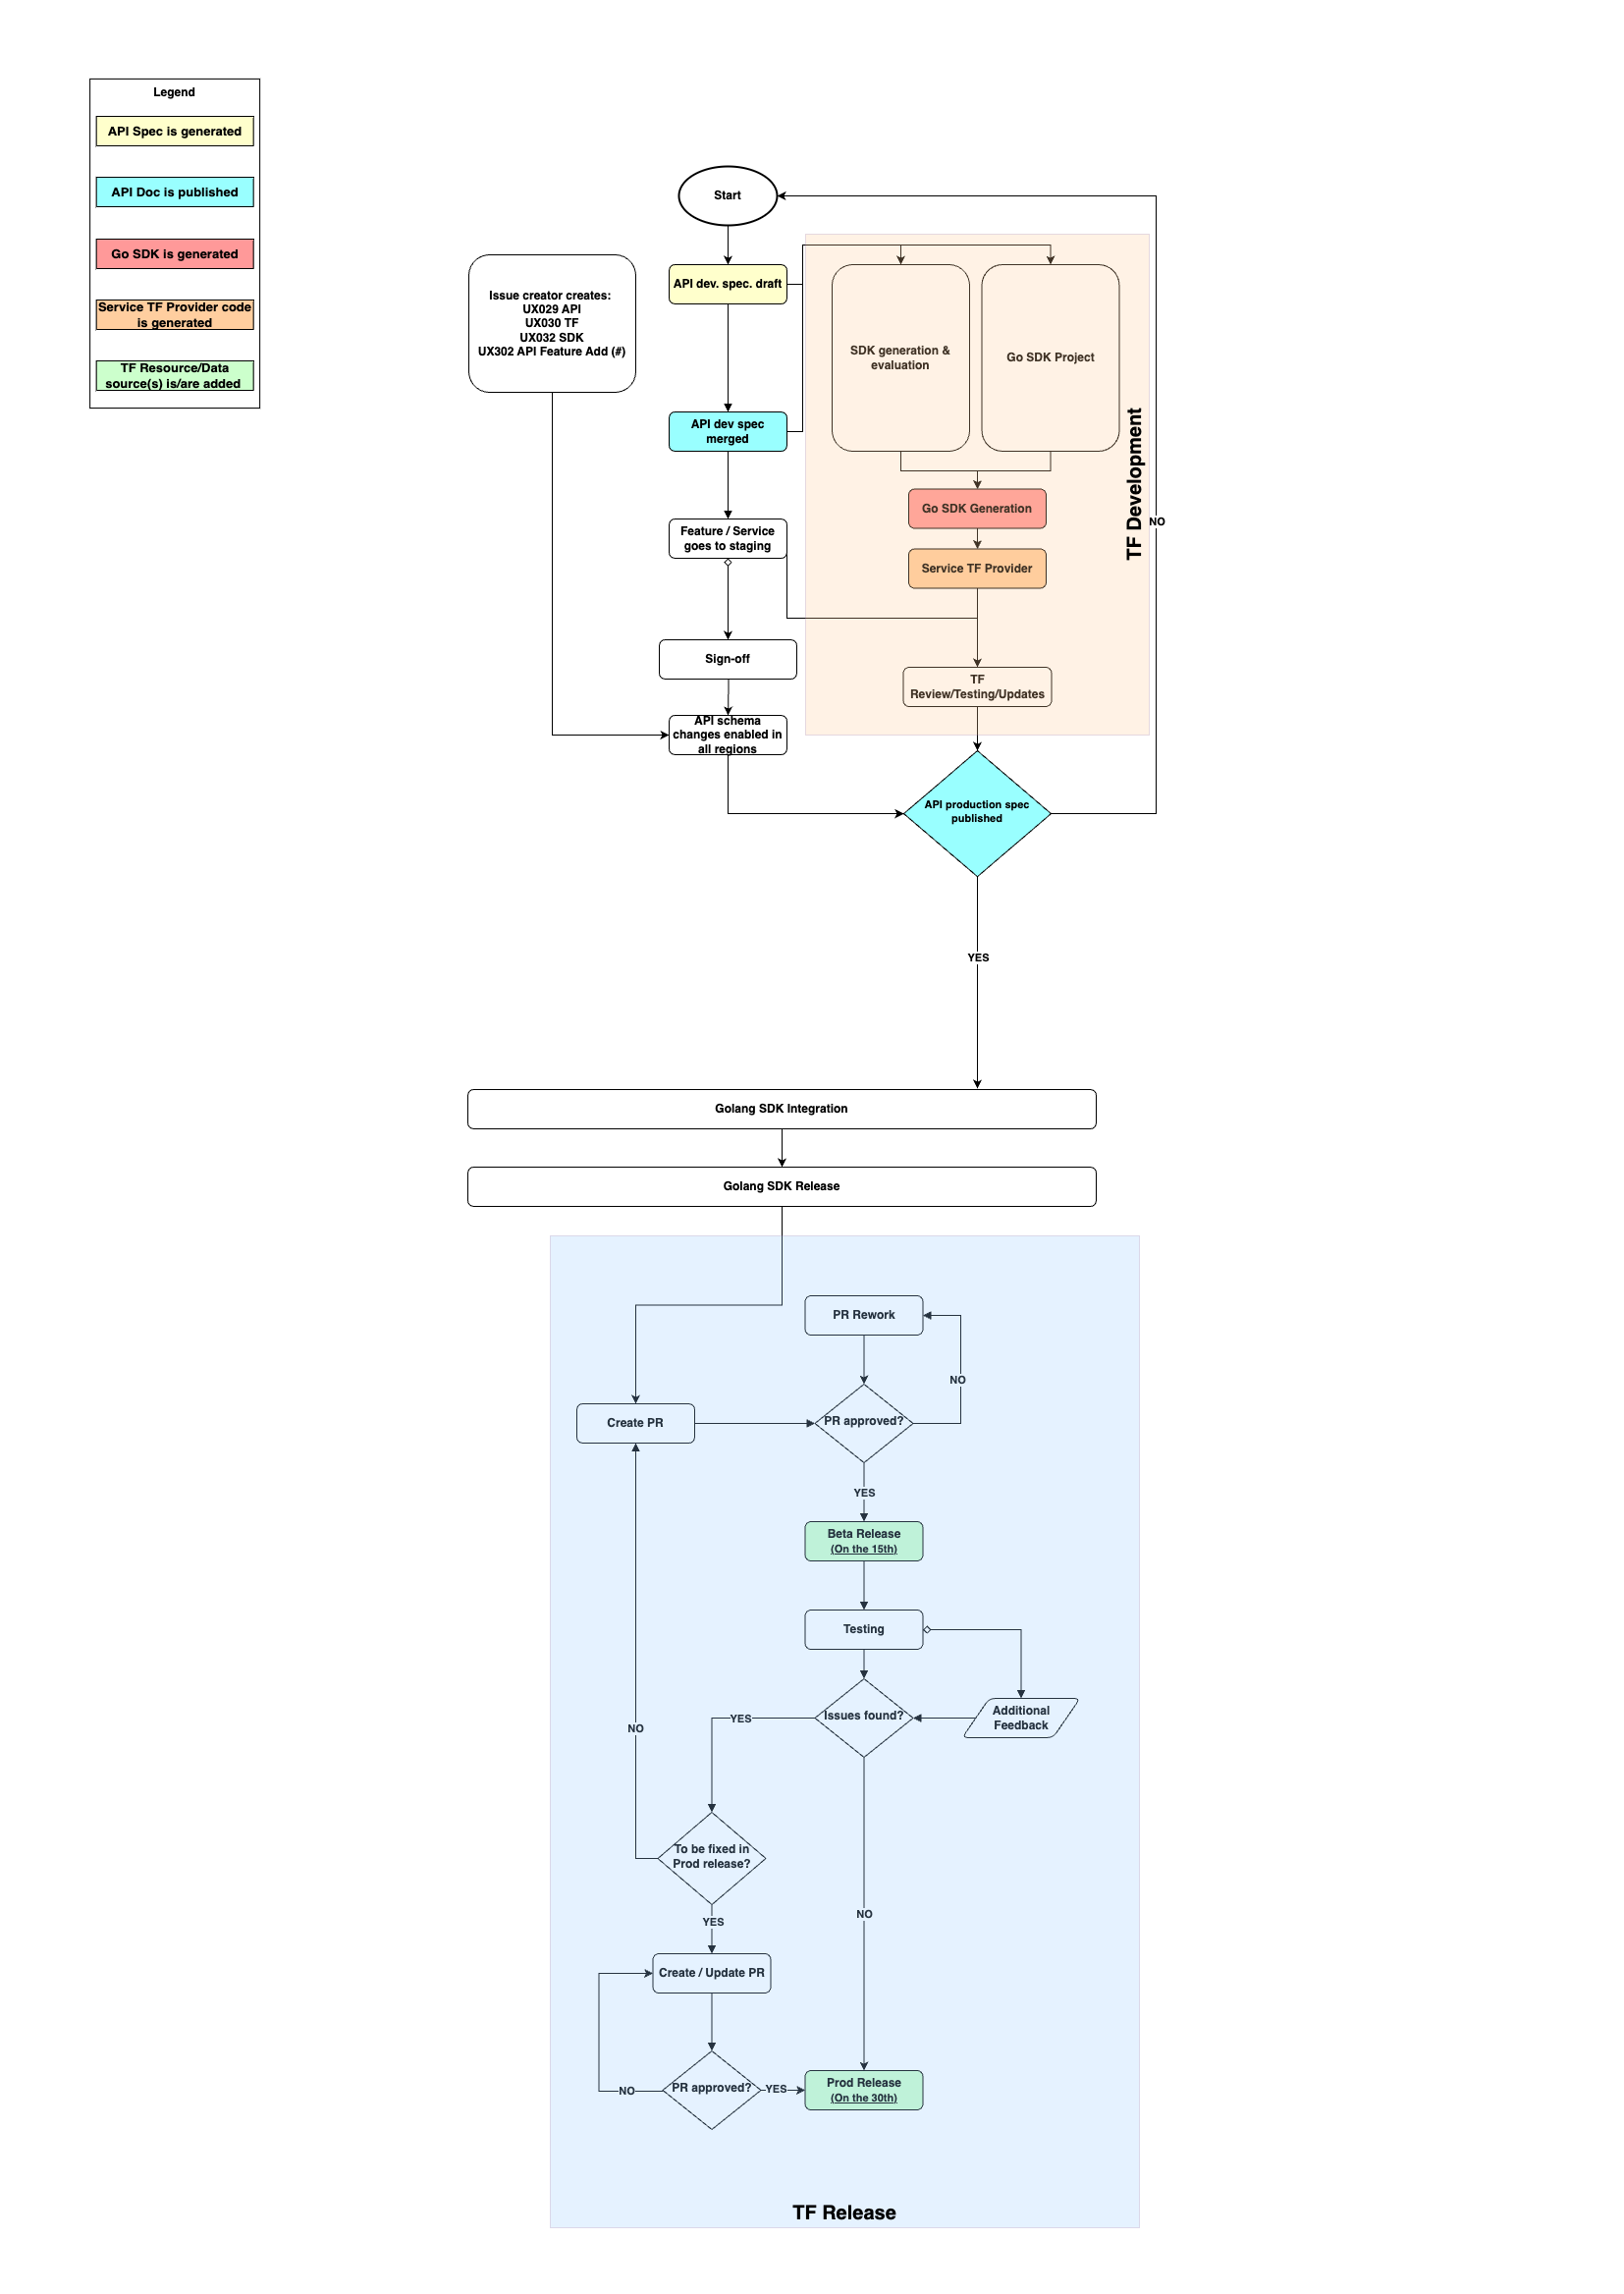 Legend
API Spec is generated
API Doc is published
Go SDK is generated
Service TF Provider code
is generated
TF Resource/Data
source(s) is/are added
Start
Issue creator creates:
UX029 API
UX030 TF
UX032 SDK
UX302 API Feature Add (#)
API dev. spec. draft
SDK generation &
evaluation
Go SDK Project
API dev spec
merged
TF Development
Go SDK Generation
NO
Feature / Service
goes to staging
Service TF Provider
Sign-off
TF
Review/Testing/Updates
API schema
changes enabled in
all regions
API production spec
published
YES
Golang SDK Integration
Golang SDK Release
PR Rework
NO
Create PR
PR approved?
YES
Beta Release
(On the 15th)
Testing
Additional
Feedback
Issues found?
YES
NO
To be fixed in
Prod release?
NO
YES
Create / Update PR
PR approved?
NO
YES
Prod Release
(On the 30th)
TF Release